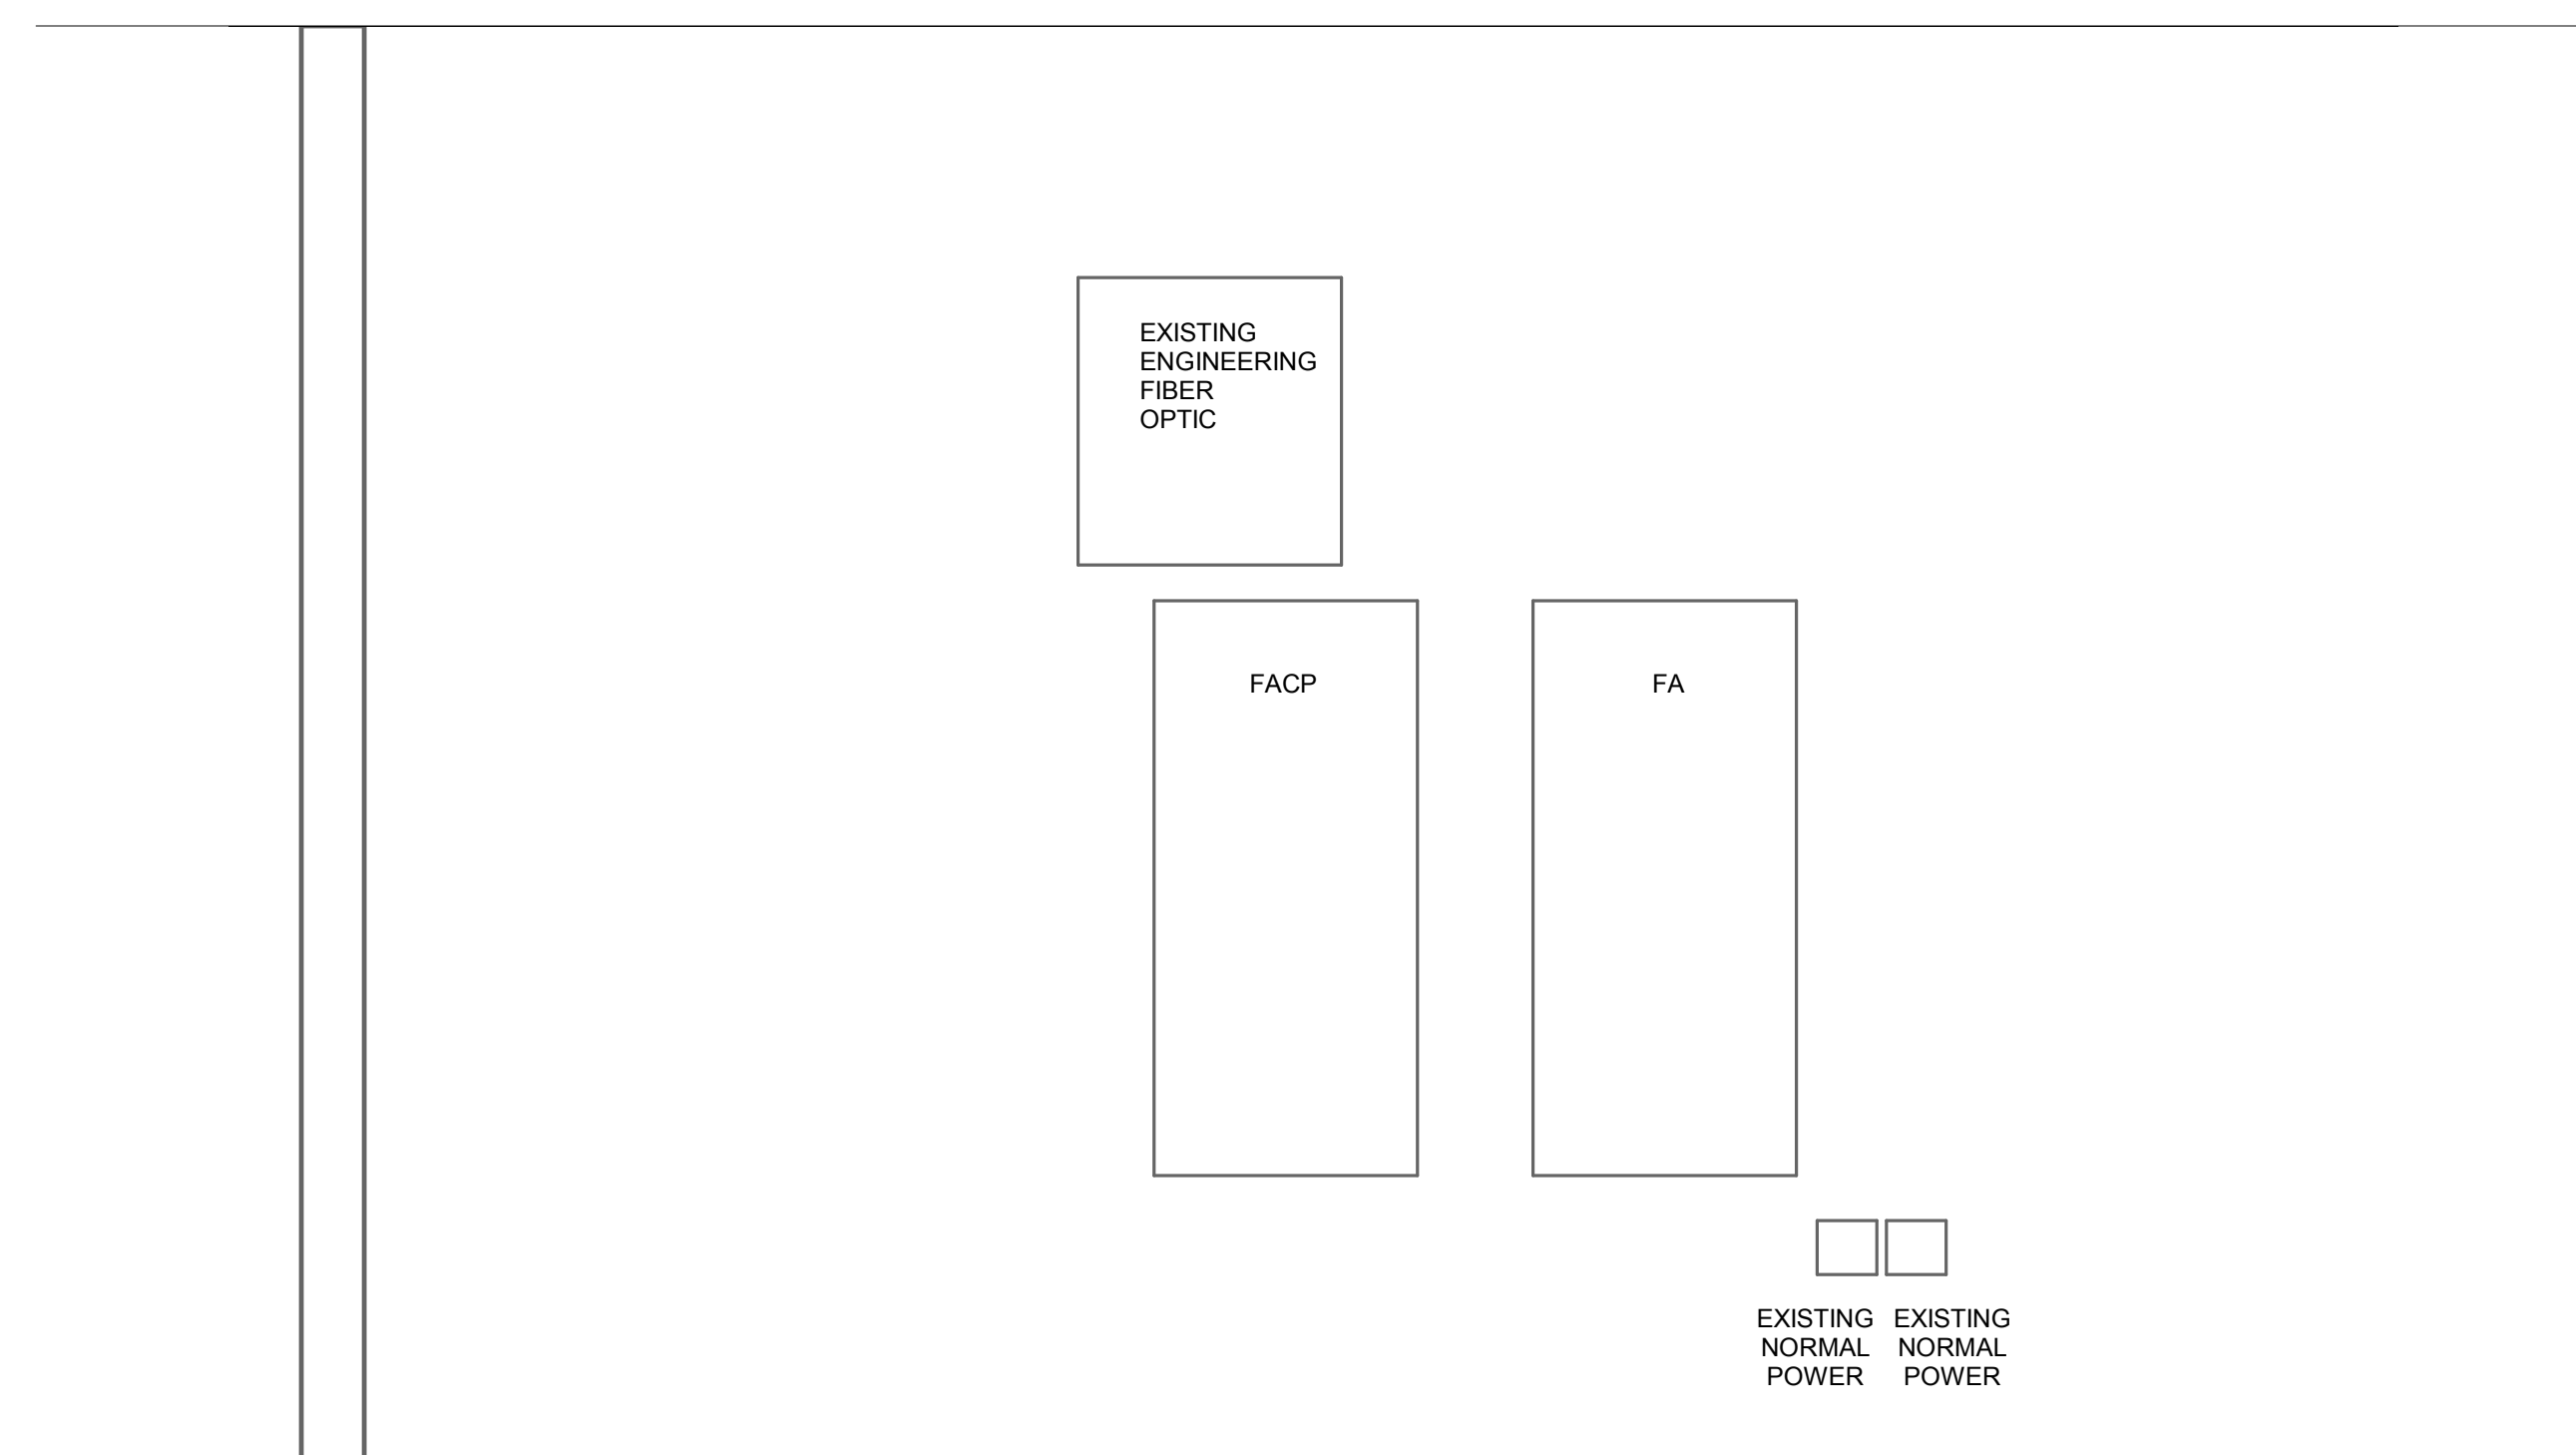 EXISTING
ENGINEERING
FIBER
OPTIC
FACP
FA
EXISTING
NORMAL
POWER
EXISTING
NORMAL
POWER